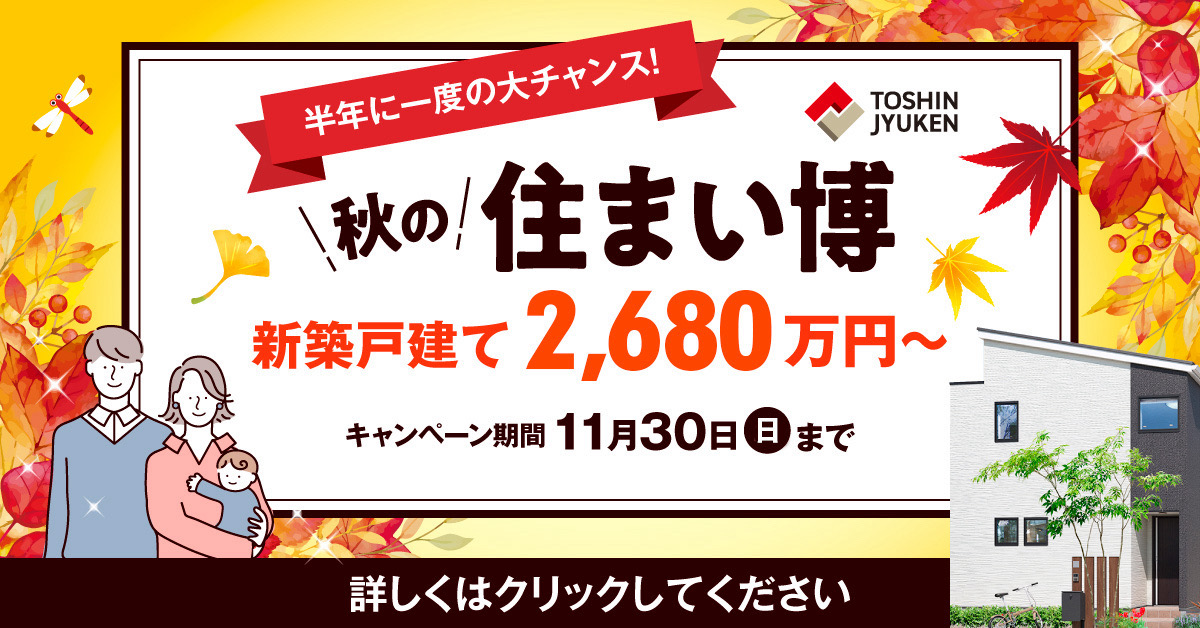 半年に一度の大チャンス!
TOSHIN
JYUKEN
秋の 住まい博
新築戸建て 2,680万円〜
キャンペーン期間 11月30日日まで
詳しくはクリックしてください